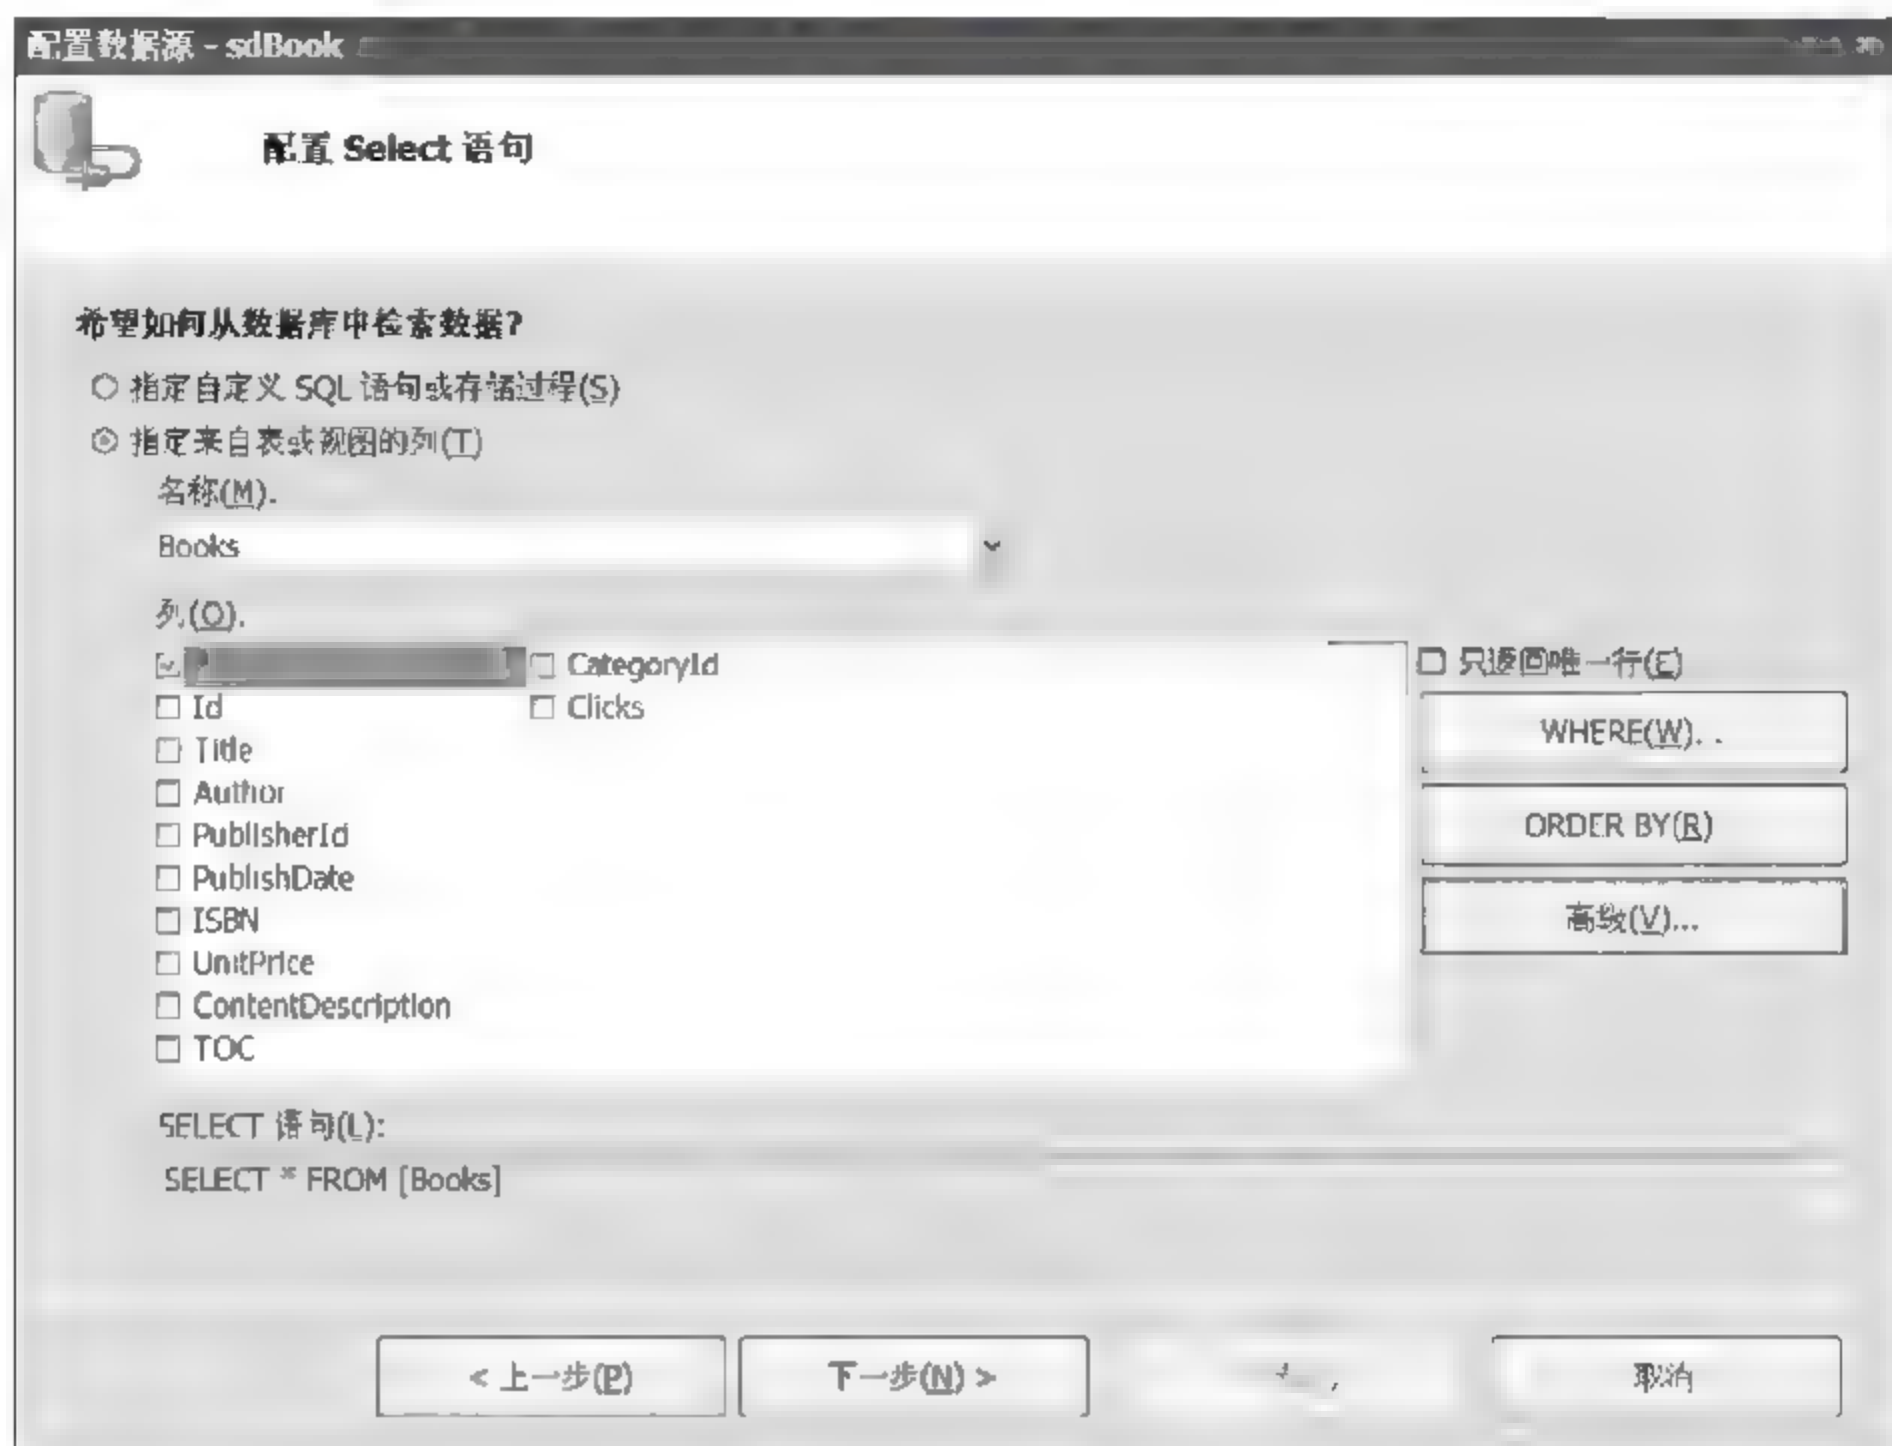 配置数据源 - sdBook
配置 Select 语句
希望如何从数据库中检索数据?
指定自定义 SQL 语句或存储过程(S)
指定来自表或视图的列(T)
名称(M).
Books
列(O).
CategoryId
只返回唯一行(E)
Id
Clicks
WHERE(W). .
Title
Author
ORDER BY(R)
PublisherId
PublishDate
ISBN
高级(V)...
UnitPrice
ContentDescription
TOC
SELECT 语句(L):
SELECT * FROM [Books]
< 上一步(P)
下一步(N) >
取消